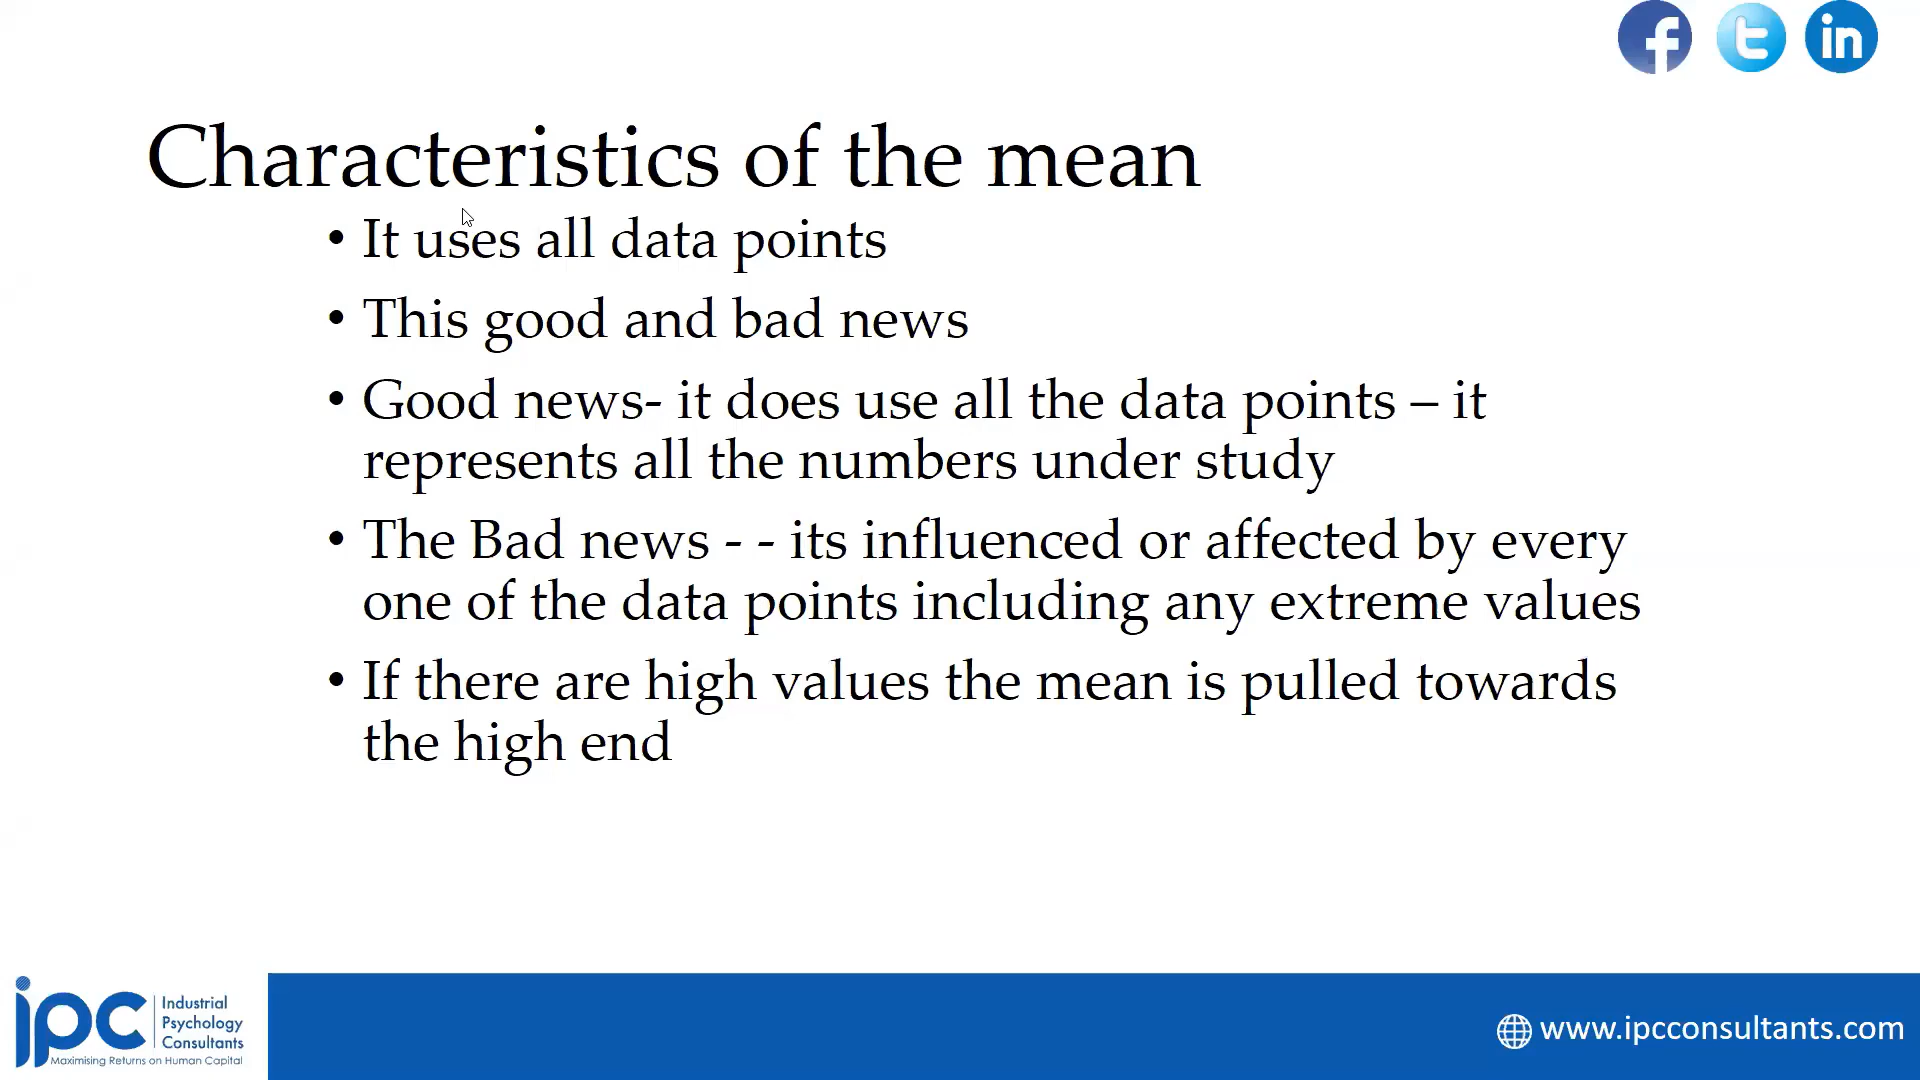 Characteristics of the mean
• It uses all data points
• This good and bad news
• Good news- it does use all the data points – it
represents all the numbers under study
• The Bad news - - its influenced or affected by every
one of the data points including any extreme values
• If there are high values the mean is pulled towards
the high end
ipc
Industrial
Psychology
Consultants
Maximising Returns on Human Capital
www.ipcconsultants.com